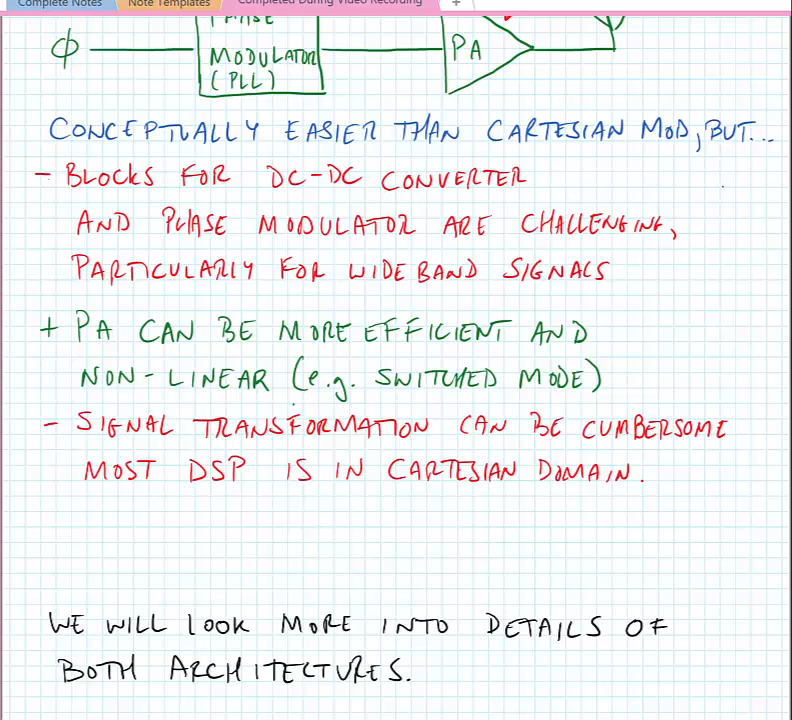 Complete Notes Note Templates Completed During Video Recording +
PHASE
ϕ MODULATOR PA
(PLL)
CONCEPTUALLY EASIER THAN CARTESIAN MOD, BUT...
- BLOCKS FOR DC-DC CONVERTER
AND PHASE MODULATOR ARE CHALLENGING,
PARTICULARLY FOR WIDEBAND SIGNALS
+ PA CAN BE MORE EFFICIENT AND
NON-LINEAR (e.g. SWITCHED MODE)
- SIGNAL TRANSFORMATION CAN BE CUMBERSOME
MOST DSP IS IN CARTESIAN DOMAIN.
WE WILL LOOK MORE INTO DETAILS OF
BOTH ARCHITECTURES.